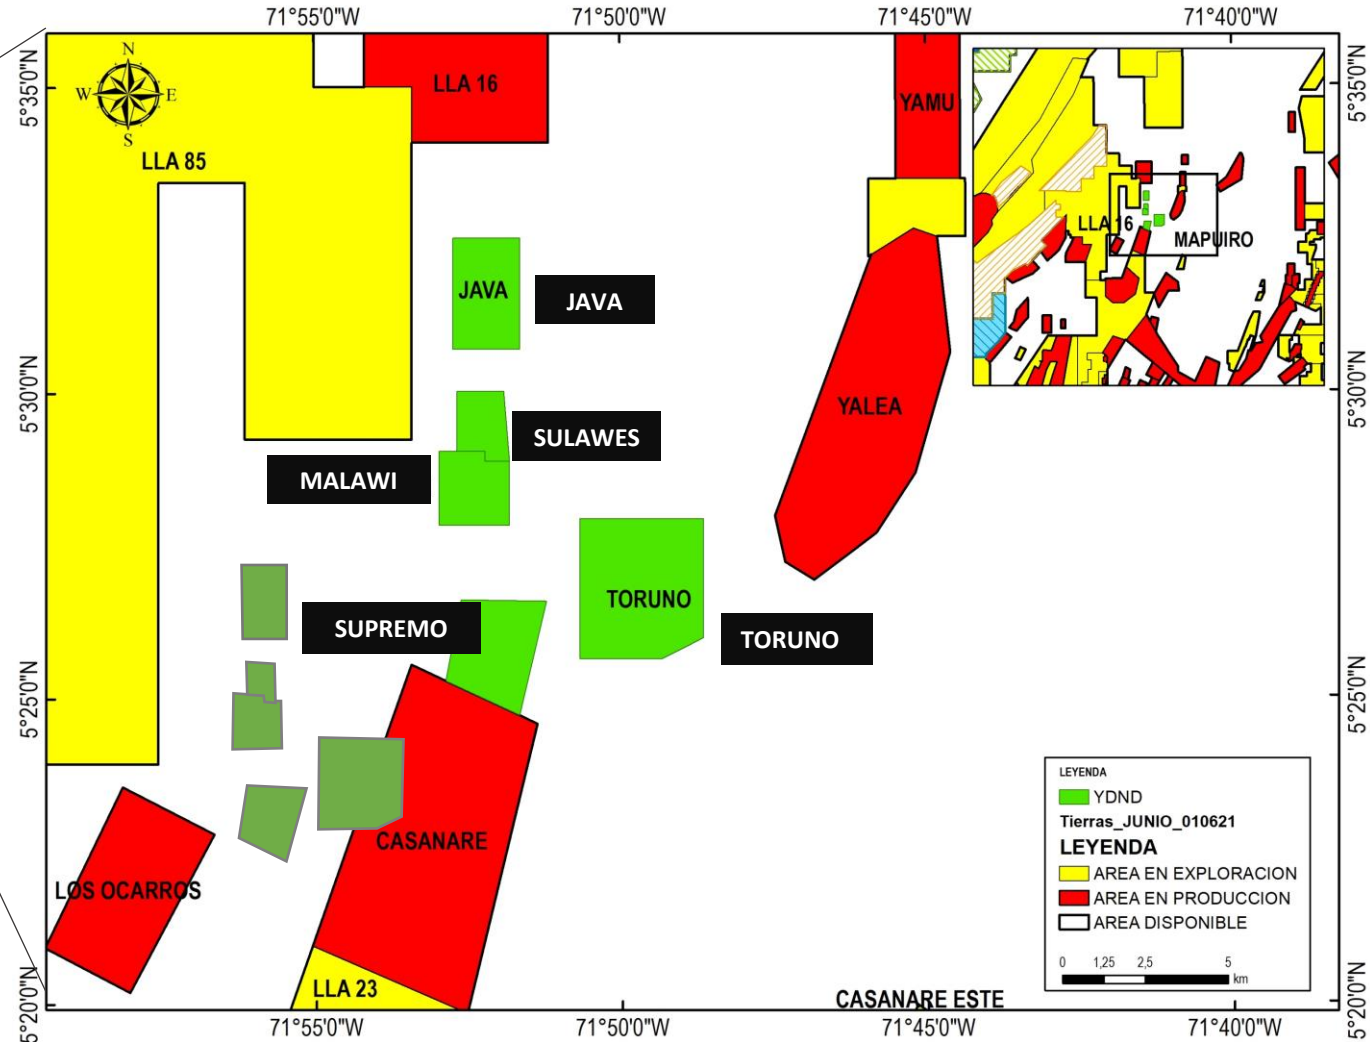 71°55'0"W
71°50'0"W
71°45'0"W
71°40'0"W
5°35'0"N
5°35'0"N
N
W
E
S
LLA 16
YAMU
LLA 85
LLA 16
MAPUIRO
JAVA
JAVA
5°30'0"N
5°30'0"N
YALEA
SULAWES
MALAWI
TORUNO
SUPREMO
TORUNO
5°25'0"N
5°25'0"N
CASANARE
LOS OCARROS
LLA 23
CASANARE ESTE
LEYENDA
YDND
Tierras_JUNIO_010621
LEYENDA
AREA EN EXPLORACION
AREA EN PRODUCCION
AREA DISPONIBLE
0 1,25 2,5 5
km
5°20'0"N
5°20'0"N
71°55'0"W
71°50'0"W
71°45'0"W
71°40'0"W